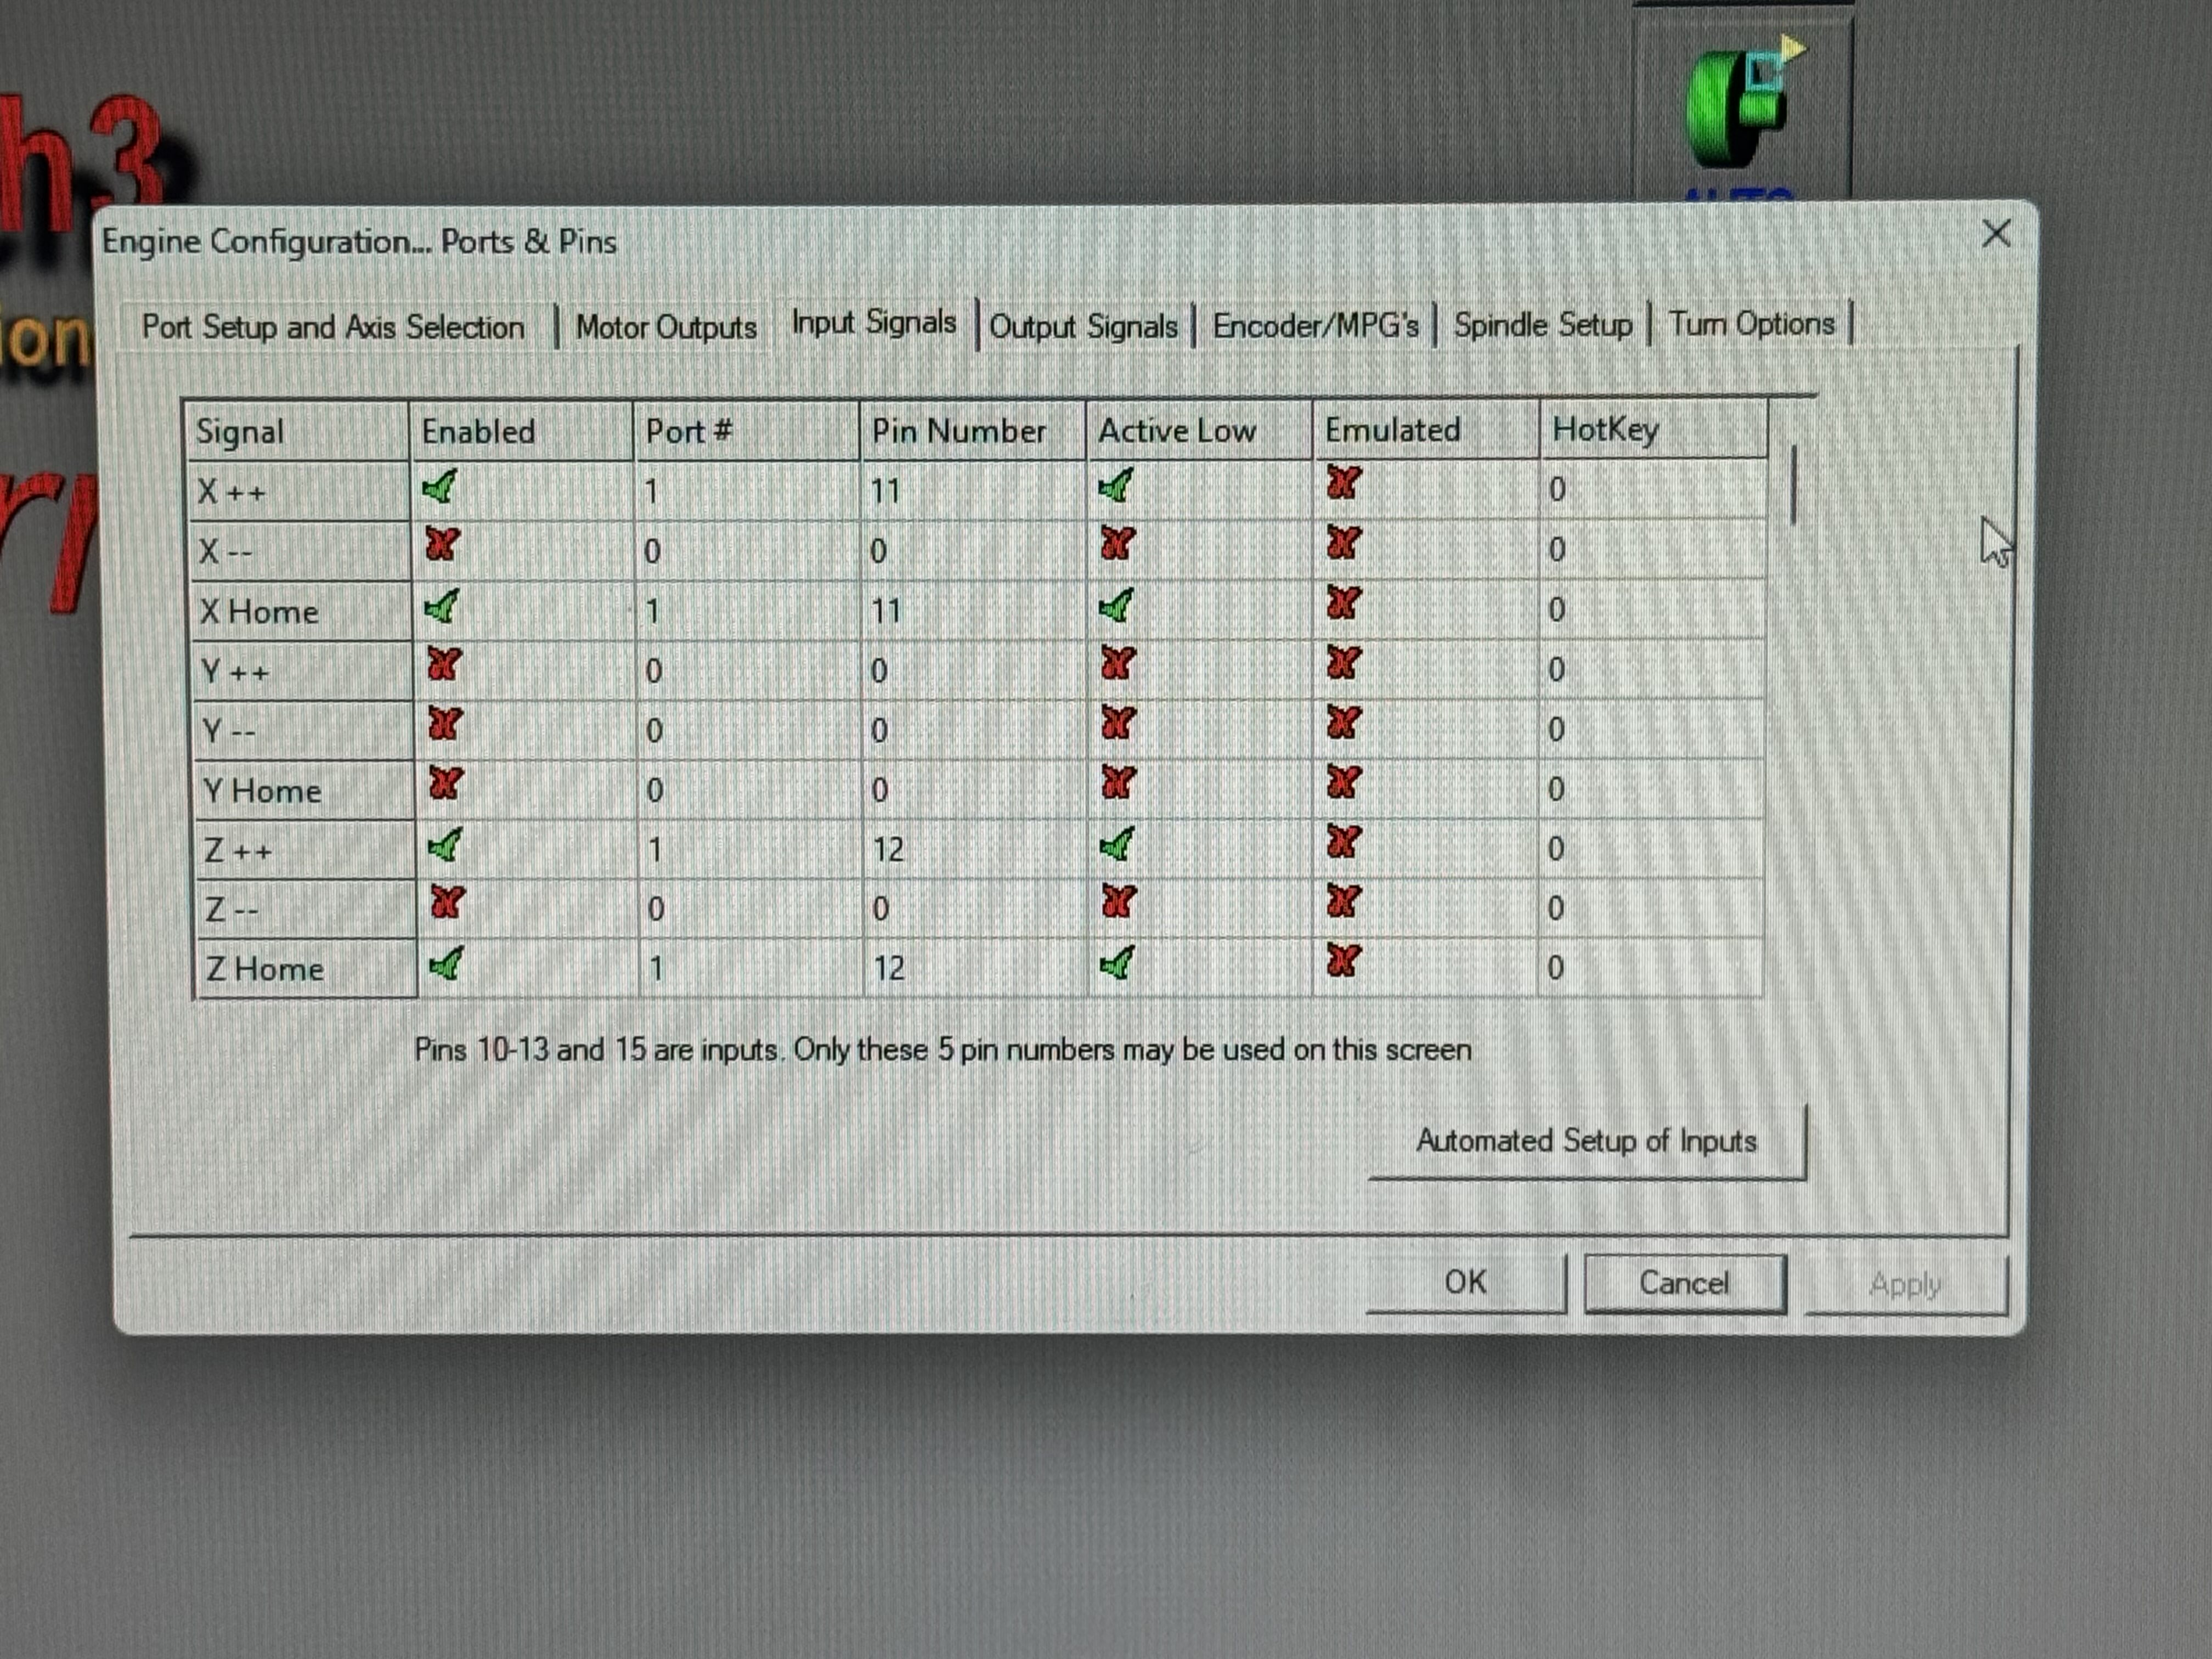 h3
ion
AUTO
Engine Configuration... Ports & Pins
Port Setup and Axis Selection Motor Outputs Input Signals Output Signals Encoder/MPG's Spindle Setup Turn Options
Signal Enabled Port # Pin Number Active Low Emulated HotKey
X ++ 1 11 0
X -- 0 0 0
X Home 1 11 0
Y ++ 0 0 0
Y -- 0 0 0
Y Home 0 0 0
Z ++ 1 12 0
Z -- 0 0 0
Z Home 1 12 0
Pins 10-13 and 15 are inputs. Only these 5 pin numbers may be used on this screen
Automated Setup of Inputs
OK Cancel Apply